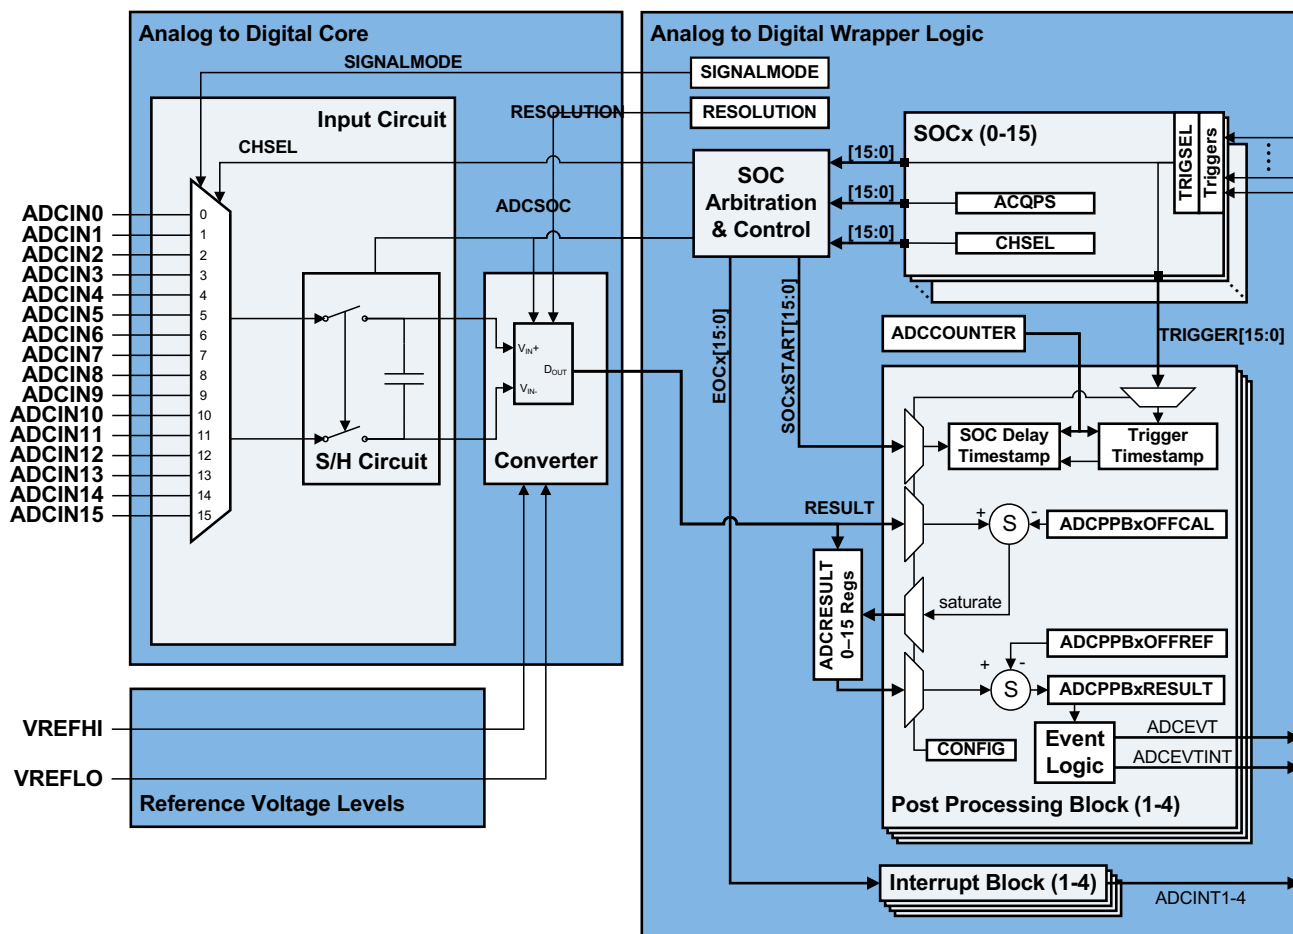 Analog to Digital Core
SIGNALMODE
RESOLUTION
Input Circuit
CHSEL
ADCSOC
ADCIN0
ADCIN1
ADCIN2
ADCIN3
ADCIN4
ADCIN5
ADCIN6
ADCIN7
ADCIN8
ADCIN9
ADCIN10
ADCIN11
ADCIN12
ADCIN13
ADCIN14
ADCIN15
0
1
2
3
4
5
6
7
8
9
10
11
12
13
14
15
S/H Circuit
VIN+
DOUT
VIN-
Converter
VREFHI
VREFLO
Reference Voltage Levels
Analog to Digital Wrapper Logic
SIGNALMODE
RESOLUTION
SOC
Arbitration
& Control
[15:0]
[15:0]
[15:0]
SOCx (0-15)
ACQPS
CHSEL
TRIGSEL
Triggers
EOCx[15:0]
SOCxSTART[15:0]
ADCCOUNTER
TRIGGER[15:0]
SOC Delay
Timestamp
Trigger
Timestamp
RESULT
+
S
-
ADCPPBxOFFCAL
saturate
ADCRESULT
0–15 Regs
ADCPPBxOFFREF
+
-
S
ADCPPBxRESULT
CONFIG
Event
Logic
ADCEVT
ADCEVTINT
Post Processing Block (1-4)
Interrupt Block (1-4)
ADCINT1-4